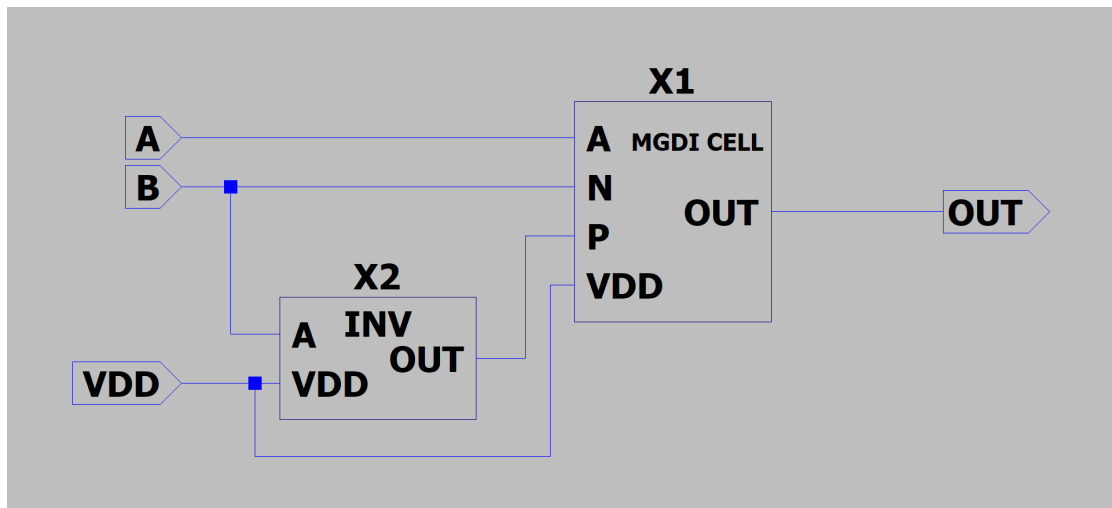 X1
A
A MGDI CELL
B
N
OUT
OUT
P
X2
VDD
INV
A
OUT
VDD
VDD